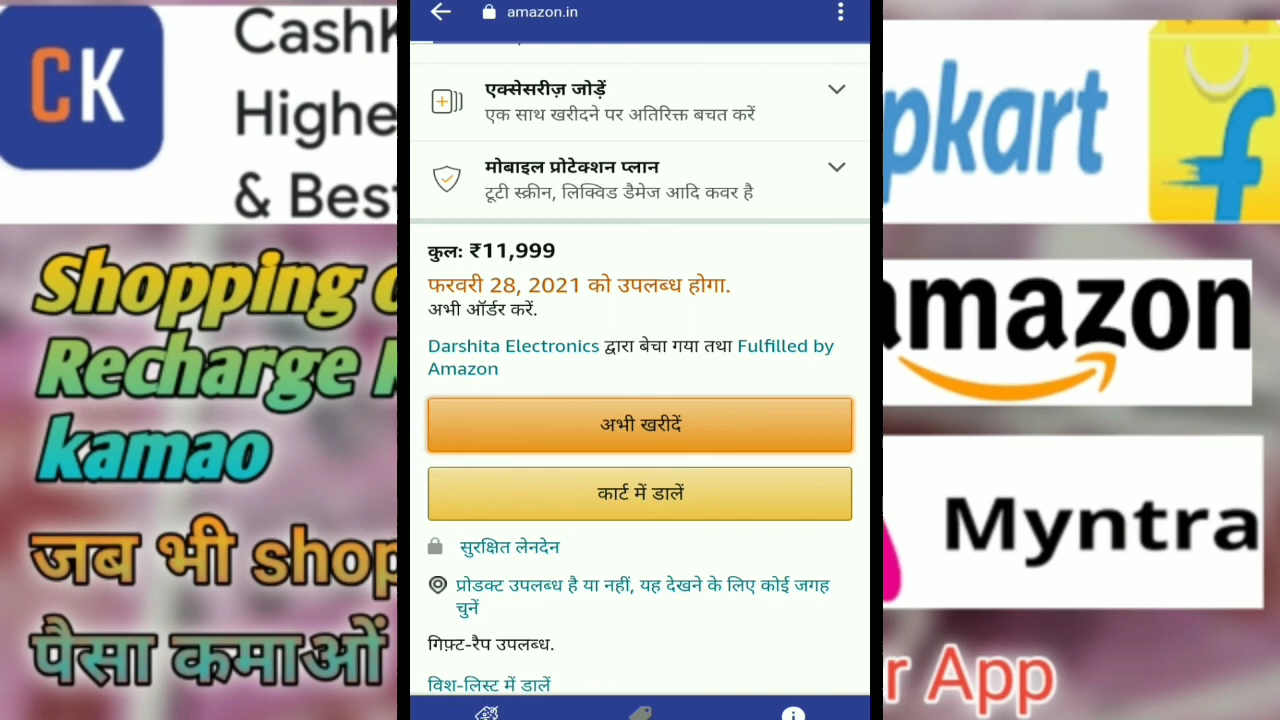 CK
Cash
Highe
& Bes
Shopping
Recharge
kamao
जब भी shop
पैसा कमाओं
amazon.in
एक्सेसरीज़ जोड़ें
एक साथ खरीदने पर अतिरिक्त बचत करें
मोबाइल प्रोटेक्शन प्लान
टूटी स्क्रीन, लिक्विड डैमेज आदि कवर है
कुल: ₹11,999
फरवरी 28, 2021 को उपलब्ध होगा.
अभी ऑर्डर करें.
Darshita Electronics द्वारा बेचा गया तथा Fulfilled by
Amazon
अभी खरीदें
कार्ट में डालें
सुरक्षित लेनदेन
प्रोडक्ट उपलब्ध है या नहीं, यह देखने के लिए कोई जगह
चुनें
गिफ़्ट-रैप उपलब्ध.
विश-लिस्ट में डालें
pkart
f
amazon
Myntra
r App